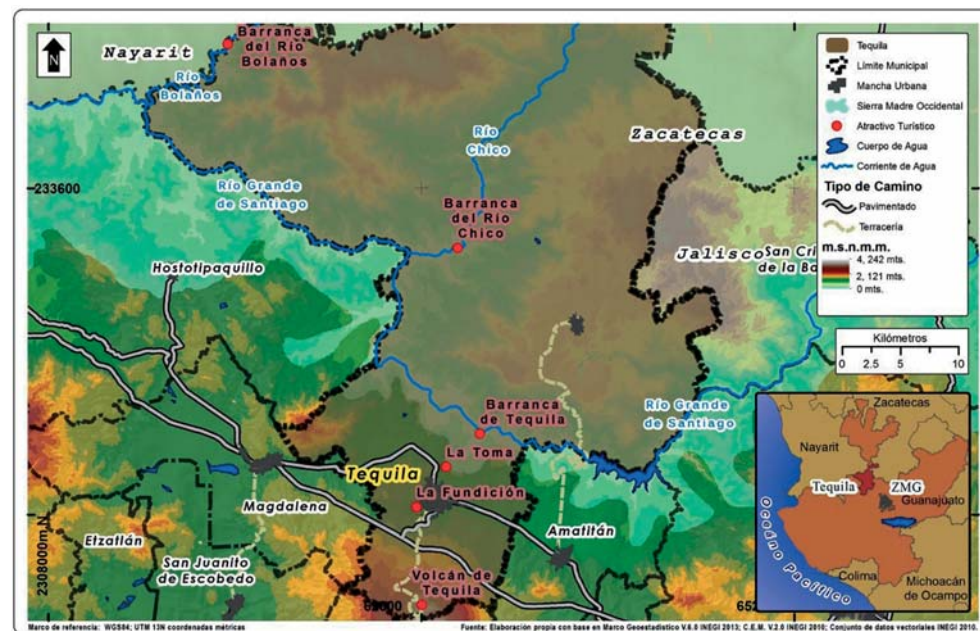 Nayarit
Barranca
del Río
Bolaños
Río
Bolaños
Río
Chico
Zacatecas
233600
Río Grande
de Santiago
Barranca
del Río
Chico
Hostotipaquillo
Jalisco
San Cri
de la Ba
Barranca
de Tequila
Río Grande
de Santiago
La Toma
Tequila
La Fundición
Magdalena
Etzatlán
San Juanito
de Escobedo
Amatitán
Volcán de
Tequila
2308000m N
N
Tequila
Límite Municipal
Mancha Urbana
Sierra Madre Occidental
Atractivo Turístico
Cuerpo de Agua
Corriente de Agua
Tipo de Camino
Pavimentado
Terracería
m.s.n.m.m.
4, 242 mts.
2, 121 mts.
0 mts.
Kilómetros
0 2.5 5 10
Zacatecas
Nayarit
Tequila
ZMG
Guanajuato
Océano Pacífico
Colima
Michoacán
de Ocampo
Marco de referencia: WGS84; UTM 13N coordenadas métricas
Fuente: Elaboración propia con base en Marco Geoestadístico V.6.0 INEGI 2013; C.E.M. V.2.0 INEGI 2010; Conjunto de datos vectoriales INEGI 2010.